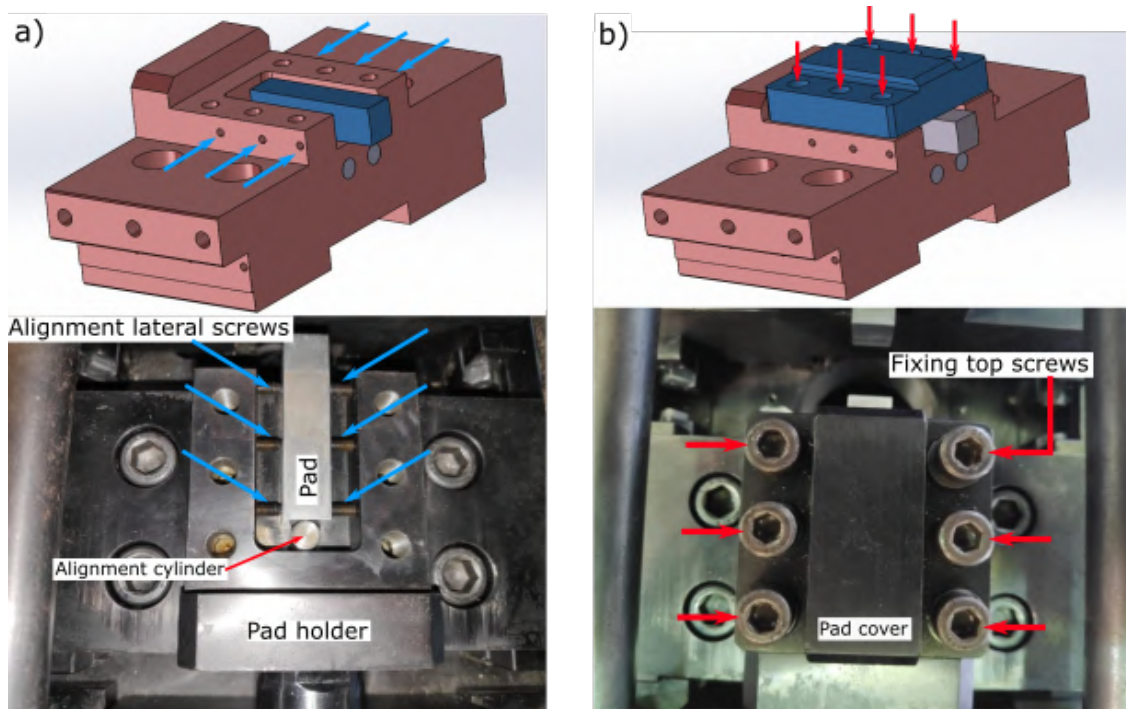 a)
b)
Alignment lateral screws
Fixing top screws
Pad
Alignment cylinder
Pad holder
Pad cover